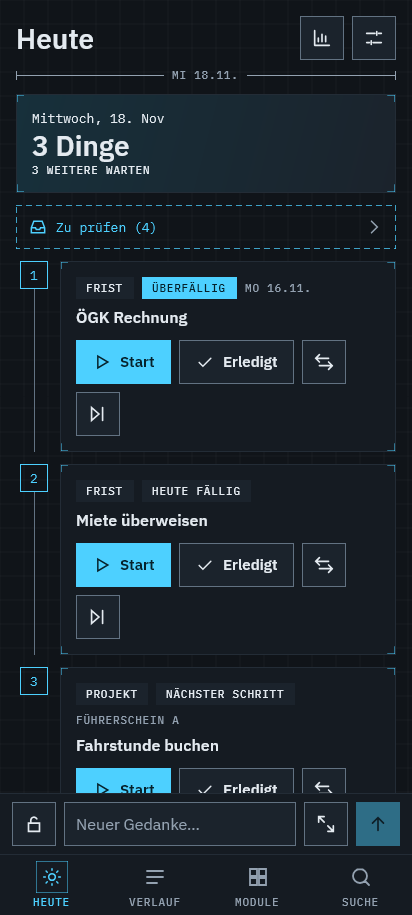 Heute
MI 18.11.
Mittwoch, 18. Nov
3 Dinge
3 WEITERE WARTEN
Zu prüfen (4)
1
FRIST ÜBERFÄLLIG MO 16.11.
ÖGK Rechnung
Start Erledigt
2
FRIST HEUTE FÄLLIG
Miete überweisen
Start Erledigt
3
PROJEKT NÄCHSTER SCHRITT
FÜHRERSCHEIN A
Fahrstunde buchen
Start Erledigt
Neuer Gedanke...
HEUTE VERLAUF MODULE SUCHE